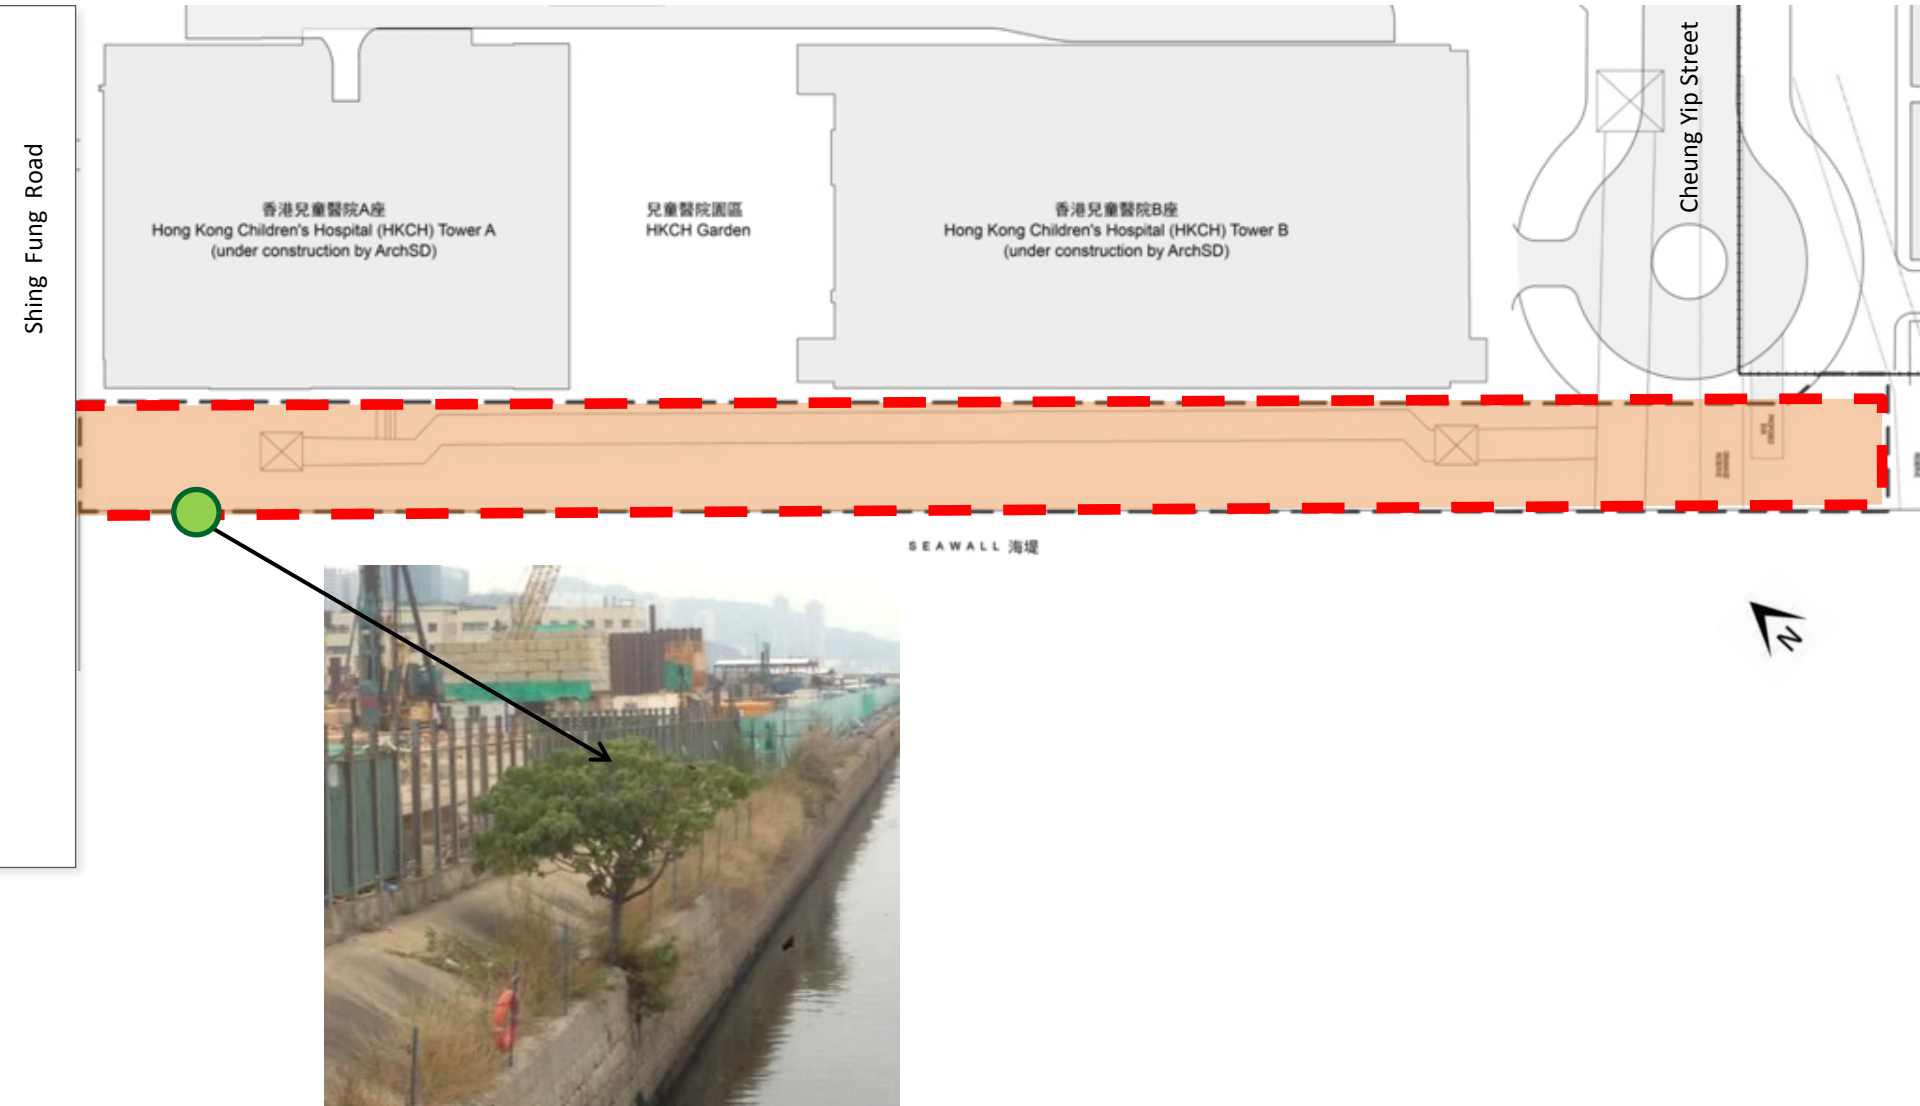 Shing Fung Road
香港兒童醫院A座
Hong Kong Children's Hospital (HKCH) Tower A
(under construction by ArchSD)
兒童醫院園區
HKCH Garden
香港兒童醫院B座
Hong Kong Children's Hospital (HKCH) Tower B
(under construction by ArchSD)
Cheung Yip Street
SEAWALL 海堤
N